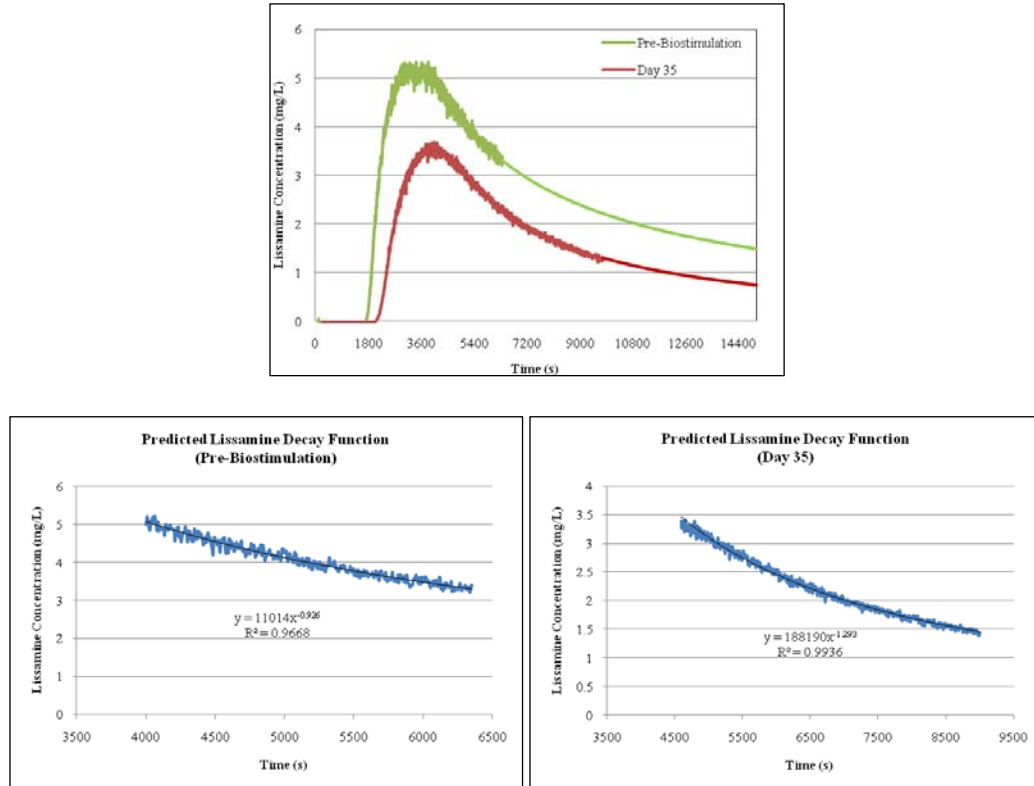 Pre-Biostimulation
Day 35
Lissamine Concentration (mg/L)
6
5
4
3
2
1
0
0 1800 3600 5400 7200 9000 10800 12600 14400
Time (s)
Predicted Lissamine Decay Function
(Pre-Biostimulation)
Lissamine Concentration (mg/L)
6
5
4
3
2
1
0
y = 11014x^-0.926
R² = 0.9668
3500 4000 4500 5000 5500 6000 6500
Time (s)
Predicted Lissamine Decay Function
(Day 35)
Lissamine Concentration (mg/L)
4
3.5
3
2.5
2
1.5
1
0.5
0
y = 188190x^-1.293
R² = 0.9936
3500 4500 5500 6500 7500 8500 9500
Time (s)